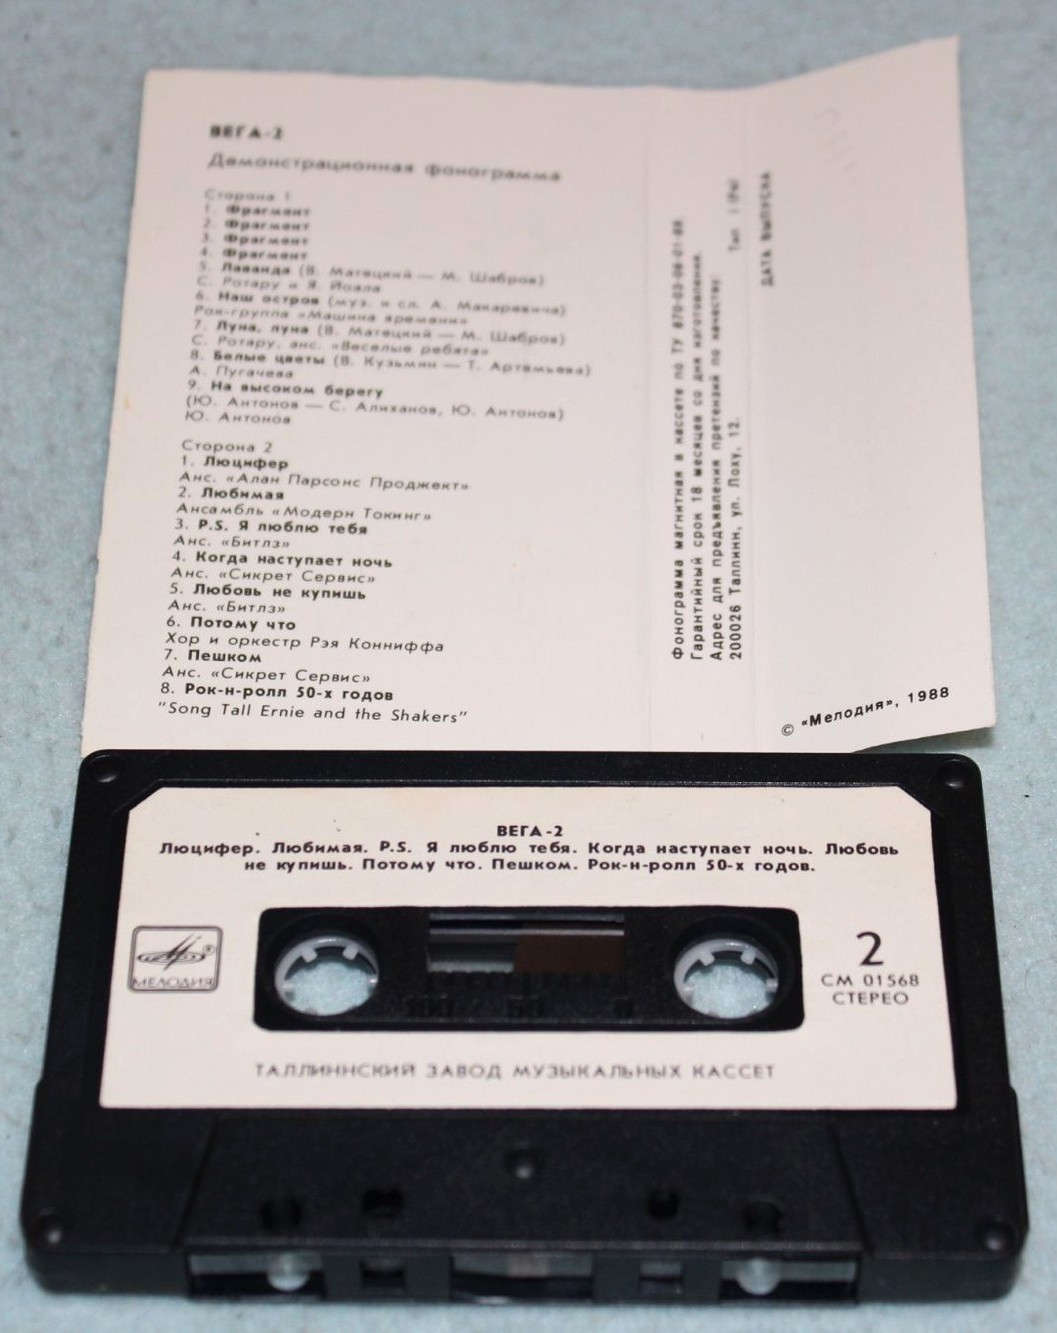 ВЕГА-2
Демонстрационная фонограмма
Сторона 1
1. Фрагмент
2. Фрагмент
3. Фрагмент
4. Фрагмент
5. Лаванда (В. Матецкий — М. Шабров)
С. Ротару и Я. Йоала
6. Наш остров (муз. и сл. А. Макаревича)
Рок-группа «Машина времени»
7. Луна, луна (В. Матецкий — М. Шабров)
С. Ротару, анс. «Веселые ребята»
8. Белые цветы (В. Кузьмин — Т. Артемьева)
А. Пугачева
9. На высоком берегу
(Ю. Антонов — С. Алиханов, Ю. Антонов)
Ю. Антонов
Сторона 2
1. Люцифер
Анс. «Алан Парсонс Проджект»
2. Любимая
Ансамбль «Модерн Токинг»
3. P.S. Я люблю тебя
Анс. «Битлз»
4. Когда наступает ночь
Анс. «Сикрет Сервис»
5. Любовь не купишь
Анс. «Битлз»
6. Потому что
Хор и оркестр Рэя Конниффа
7. Пешком
Анс. «Сикрет Сервис»
8. Рок-н-ролл 50-х годов
"Song Tall Ernie and the Shakers"
Фонограмма магнитная в кассете по ТУ
Гарантийный срок 18 месяцев со дня изготовления.
Адрес для предъявления претензий по качеству:
200026 Таллинн, ул. Локу, 12.
ДАТА ВЫПУСКА
© «Мелодия», 1988
ВЕГА-2
Люцифер. Любимая. P.S. Я люблю тебя. Когда наступает ночь. Любовь
не купишь. Потому что. Пешком. Рок-н-ролл 50-х годов.
МЕЛОДИЯ
2
СМ 01568
СТЕРЕО
ТАЛЛИННСКИЙ ЗАВОД МУЗЫКАЛЬНЫХ КАССЕТ